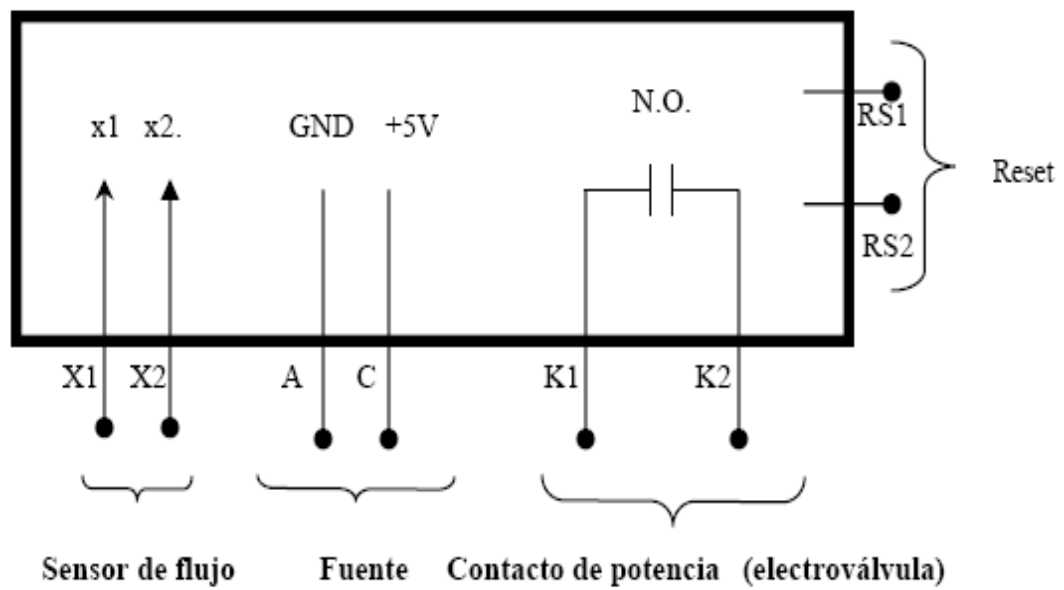 N.O.
x1 x2. GND +5V RS1
Reset
RS2
X1 X2 A C K1 K2
Sensor de flujo Fuente Contacto de potencia (electroválvula)